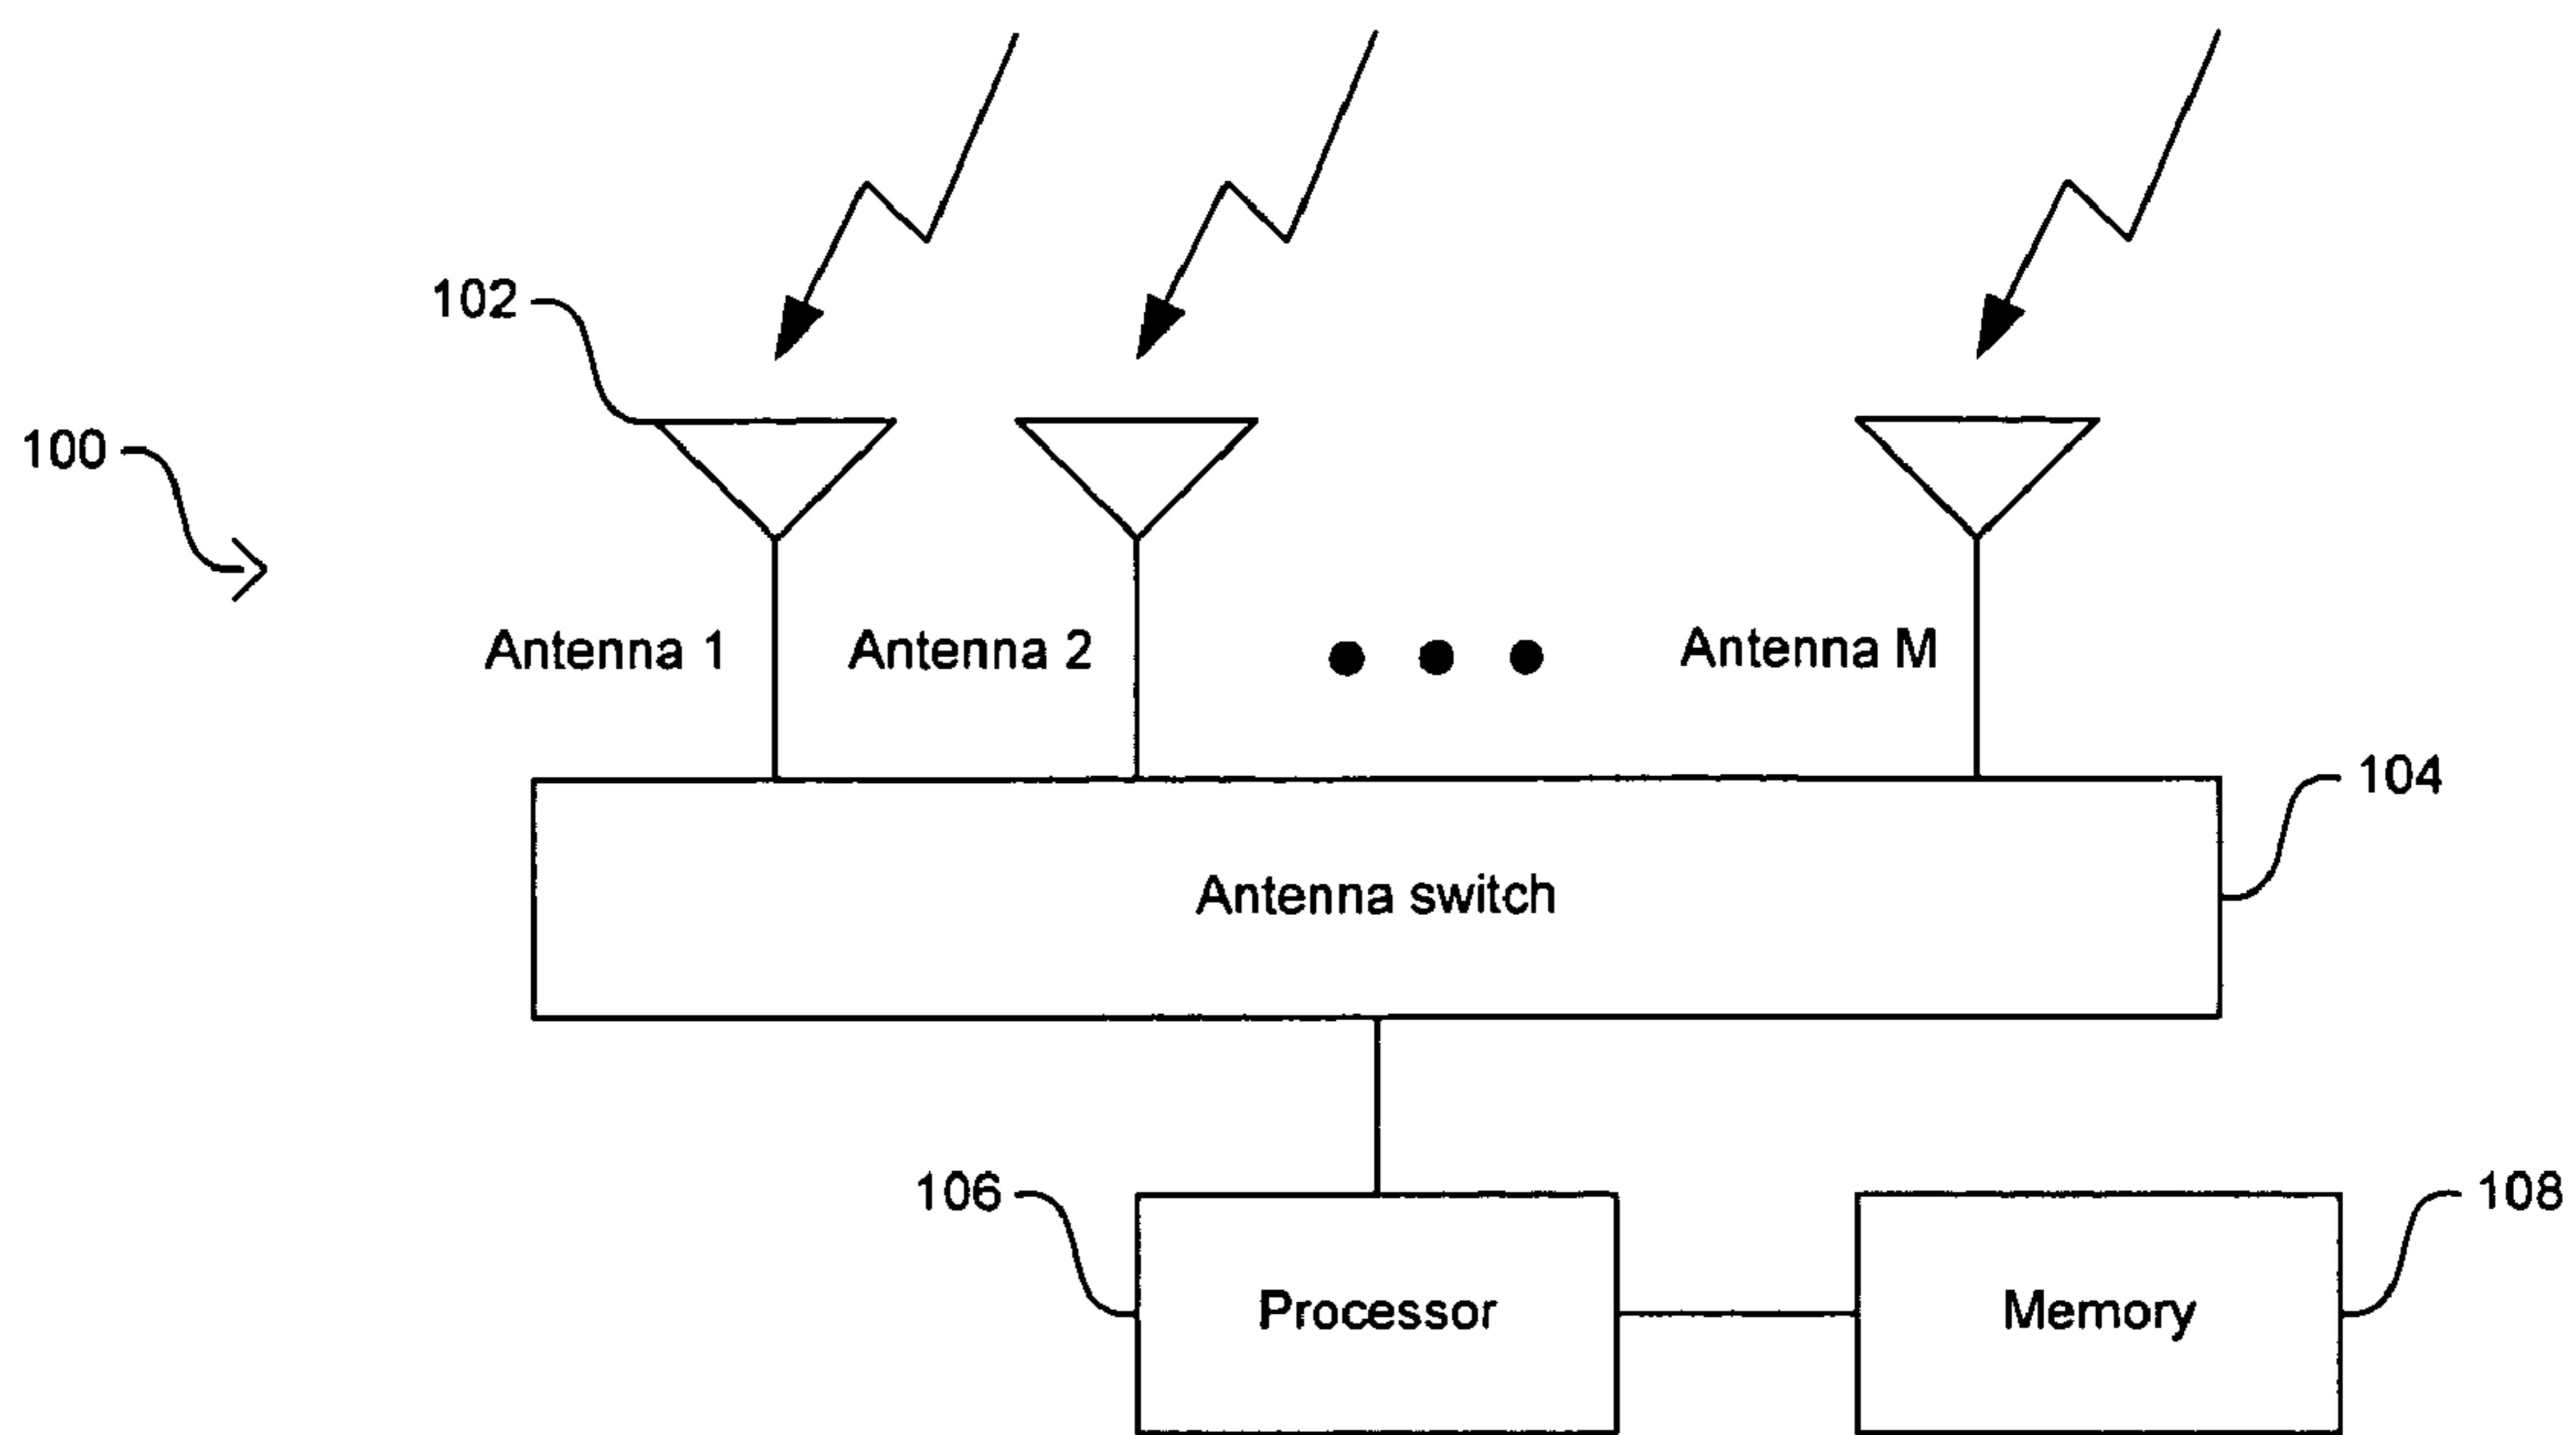 102
100
Antenna 1
Antenna 2
Antenna M
104
Antenna switch
106
108
Processor
Memory